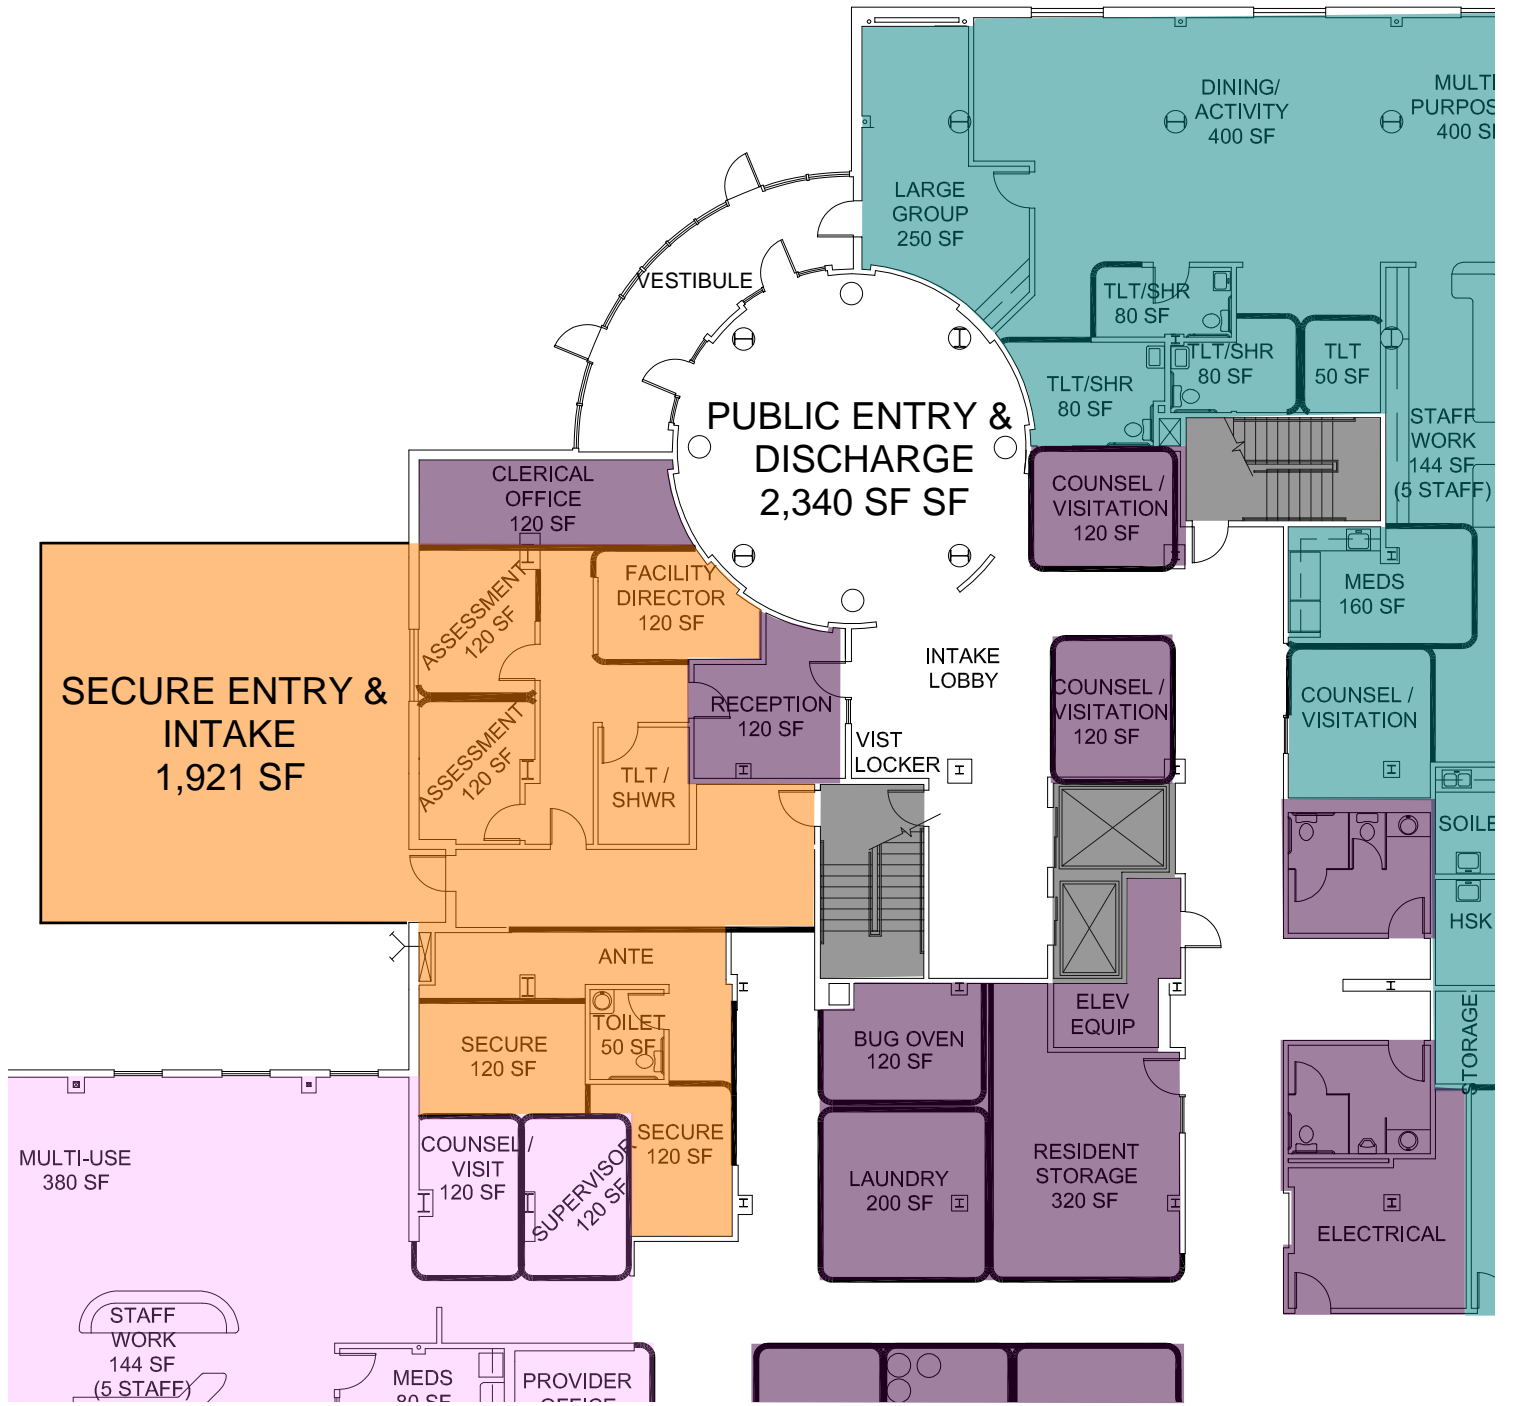 DINING/
ACTIVITY
400 SF
MULTI
PURPOS
400 S
LARGE
GROUP
250 SF
VESTIBULE
TLT/SHR
80 SF
TLT/SHR
80 SF
TLT
50 SF
TLT/SHR
80 SF
PUBLIC ENTRY &
DISCHARGE
2,340 SF SF
STAFF
WORK
144 SF
(5 STAFF)
CLERICAL
OFFICE
120 SF
COUNSEL /
VISITATION
120 SF
ASSESSMENT
120 SF
FACILITY
DIRECTOR
120 SF
MEDS
160 SF
SECURE ENTRY &
INTAKE
1,921 SF
INTAKE
LOBBY
COUNSEL /
VISITATION
120 SF
COUNSEL /
VISITATION
RECEPTION
120 SF
ASSESSMENT
120 SF
VIST
LOCKER
TLT /
SHWR
SOILE
HSK
ANTE
ELEV
EQUIP
STORAGE
TOILET
50 SF
SECURE
120 SF
BUG OVEN
120 SF
MULTI-USE
380 SF
COUNSEL /
VISIT
120 SF
SUPERVISOR
120 SF
SECURE
120 SF
LAUNDRY
200 SF
RESIDENT
STORAGE
320 SF
ELECTRICAL
STAFF
WORK
144 SF
(5 STAFF)
MEDS
80 SF
PROVIDER
OFFICE